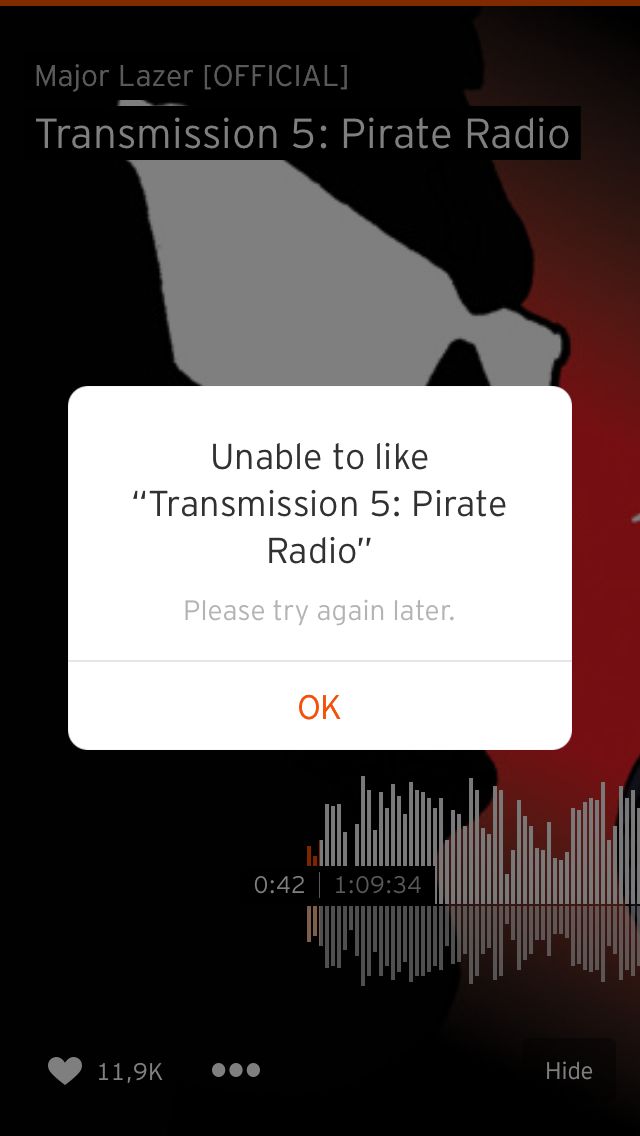 Major Lazer [OFFICIAL]
Transmission 5: Pirate Radio
Unable to like
“Transmission 5: Pirate
Radio”
Please try again later.
OK
0:42 | 1:09:34
11,9K
Hide